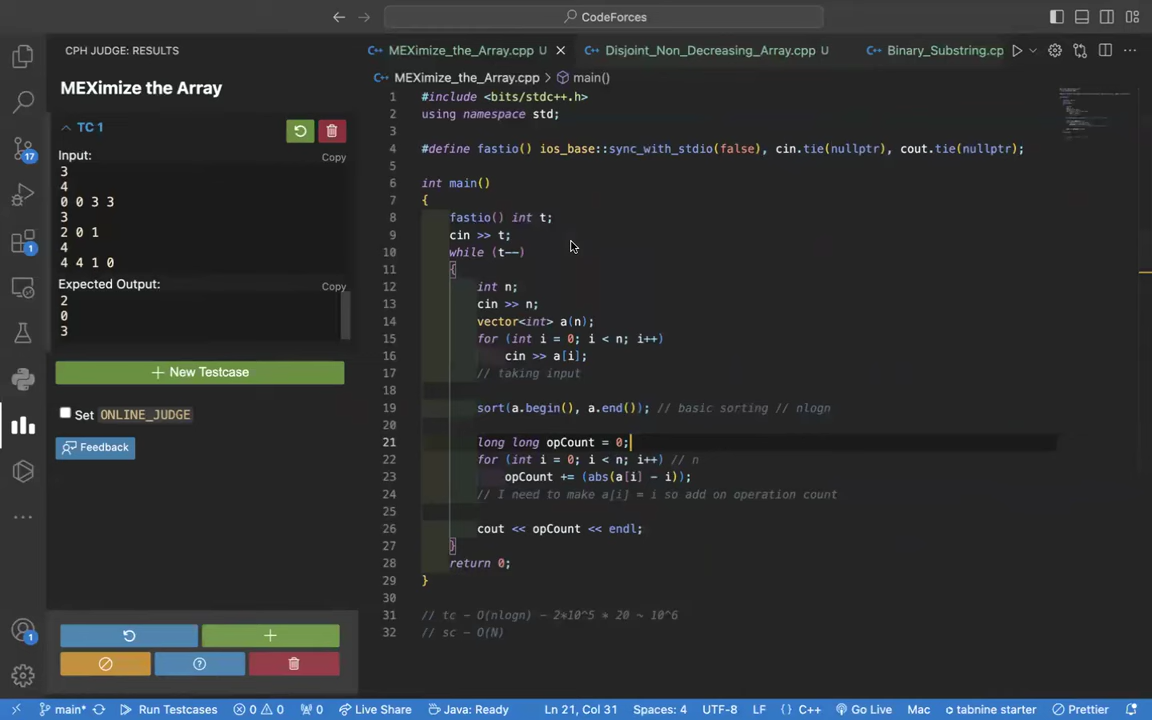 CodeForces
CPH JUDGE: RESULTS
MEXimize_the_Array.cpp U
Disjoint_Non_Decreasing_Array.cpp U
Binary_Substring.cp
MEXimize_the_Array.cpp > main()
MEXimize the Array
TC 1
Input:
Copy
3
4
0 0 3 3
3
2 0 1
4
4 4 1 0
Expected Output:
Copy
2
0
3
New Testcase
Set ONLINE_JUDGE
Feedback
17
1
1
1 #include <bits/stdc++.h>
2 using namespace std;
3
4 #define fastio() ios_base::sync_with_stdio(false), cin.tie(nullptr), cout.tie(nullptr);
5
6 int main()
7 {
8 fastio() int t;
9 cin >> t;
10 while (t--)
11 {
12 int n;
13 cin >> n;
14 vector<int> a(n);
15 for (int i = 0; i < n; i++)
16 cin >> a[i];
17 // taking input
18
19 sort(a.begin(), a.end()); // basic sorting // nlogn
20
21 long long opCount = 0;
22 for (int i = 0; i < n; i++) // n
23 opCount += (abs(a[i] - i));
24 // I need to make a[i] = i so add on operation count
25
26 cout << opCount << endl;
27 }
28 return 0;
29 }
30
31 // tc - O(nlogn) - 2*10^5 * 20 ~ 10^6
32 // sc - O(N)
main* Run Testcases 0 0 0 Live Share Java: Ready Ln 21, Col 31 Spaces: 4 UTF-8 LF {} C++ Go Live Mac tabnine starter Prettier